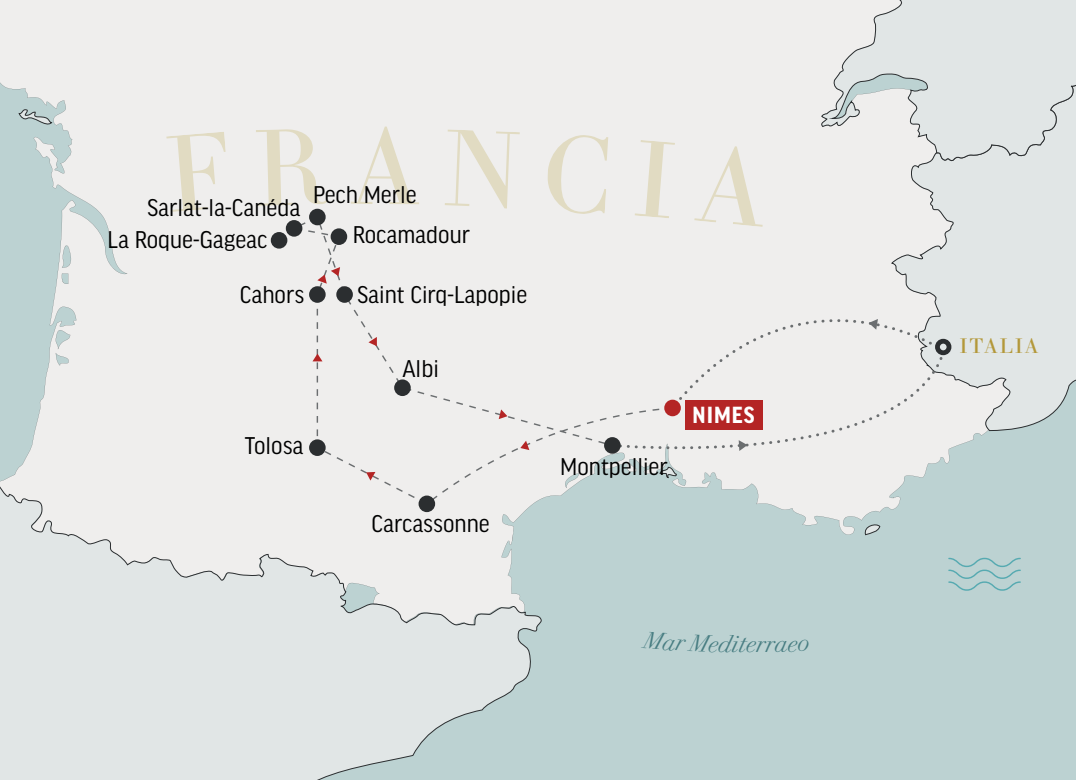 FRANCIA
Pech Merle
Sarlat-la-Canéda
La Roque-Gageac
Rocamadour
Cahors
Saint Cirq-Lapopie
ITALIA
Albi
NIMES
Tolosa
Montpellier
Carcassonne
Mar Mediterraeo